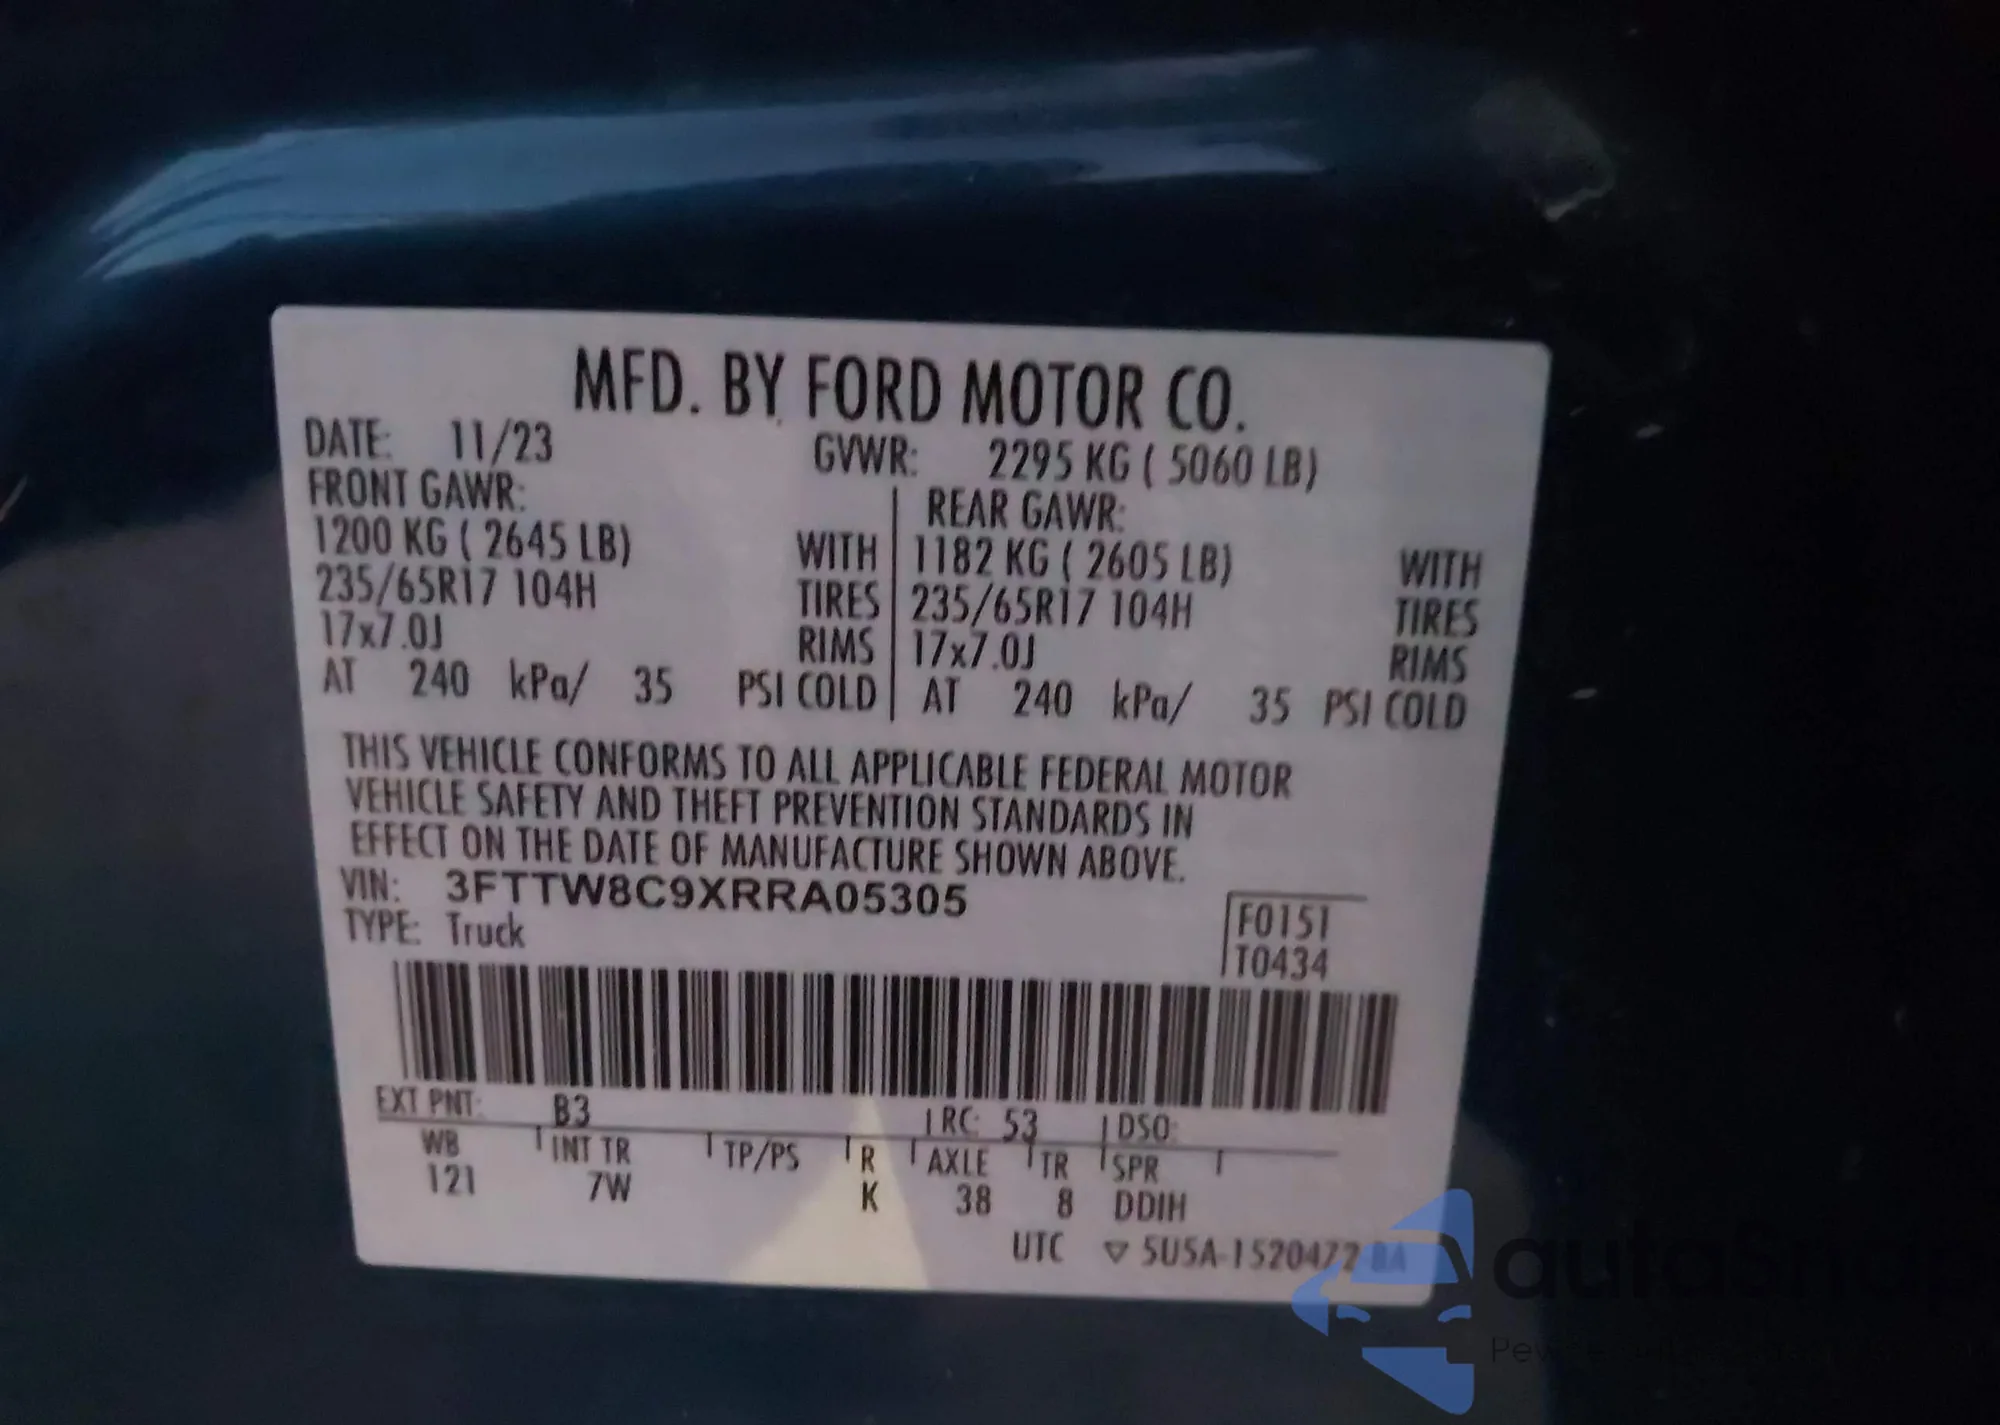 MFD. BY FORD MOTOR CO.
DATE: 11/23 GVWR: 2295 KG ( 5060 LB)
FRONT GAWR: REAR GAWR:
1200 KG ( 2645 LB) WITH 1182 KG ( 2605 LB) WITH
235/65R17 104H TIRES 235/65R17 104H TIRES
17x7.0J RIMS 17x7.0J RIMS
AT 240 kPa/ 35 PSI COLD AT 240 kPa/ 35 PSI COLD
THIS VEHICLE CONFORMS TO ALL APPLICABLE FEDERAL MOTOR
VEHICLE SAFETY AND THEFT PREVENTION STANDARDS IN
EFFECT ON THE DATE OF MANUFACTURE SHOWN ABOVE.
VIN: 3FTTW8C9XRRA05305
TYPE: Truck
F0151
T0434
EXT PNT: B3 RC: 53 DSO:
WB INT TR TP/PS R AXLE TR SPR
121 7W K 38 8 DDIH
UTC ▽ 5U5A-1520472-BA